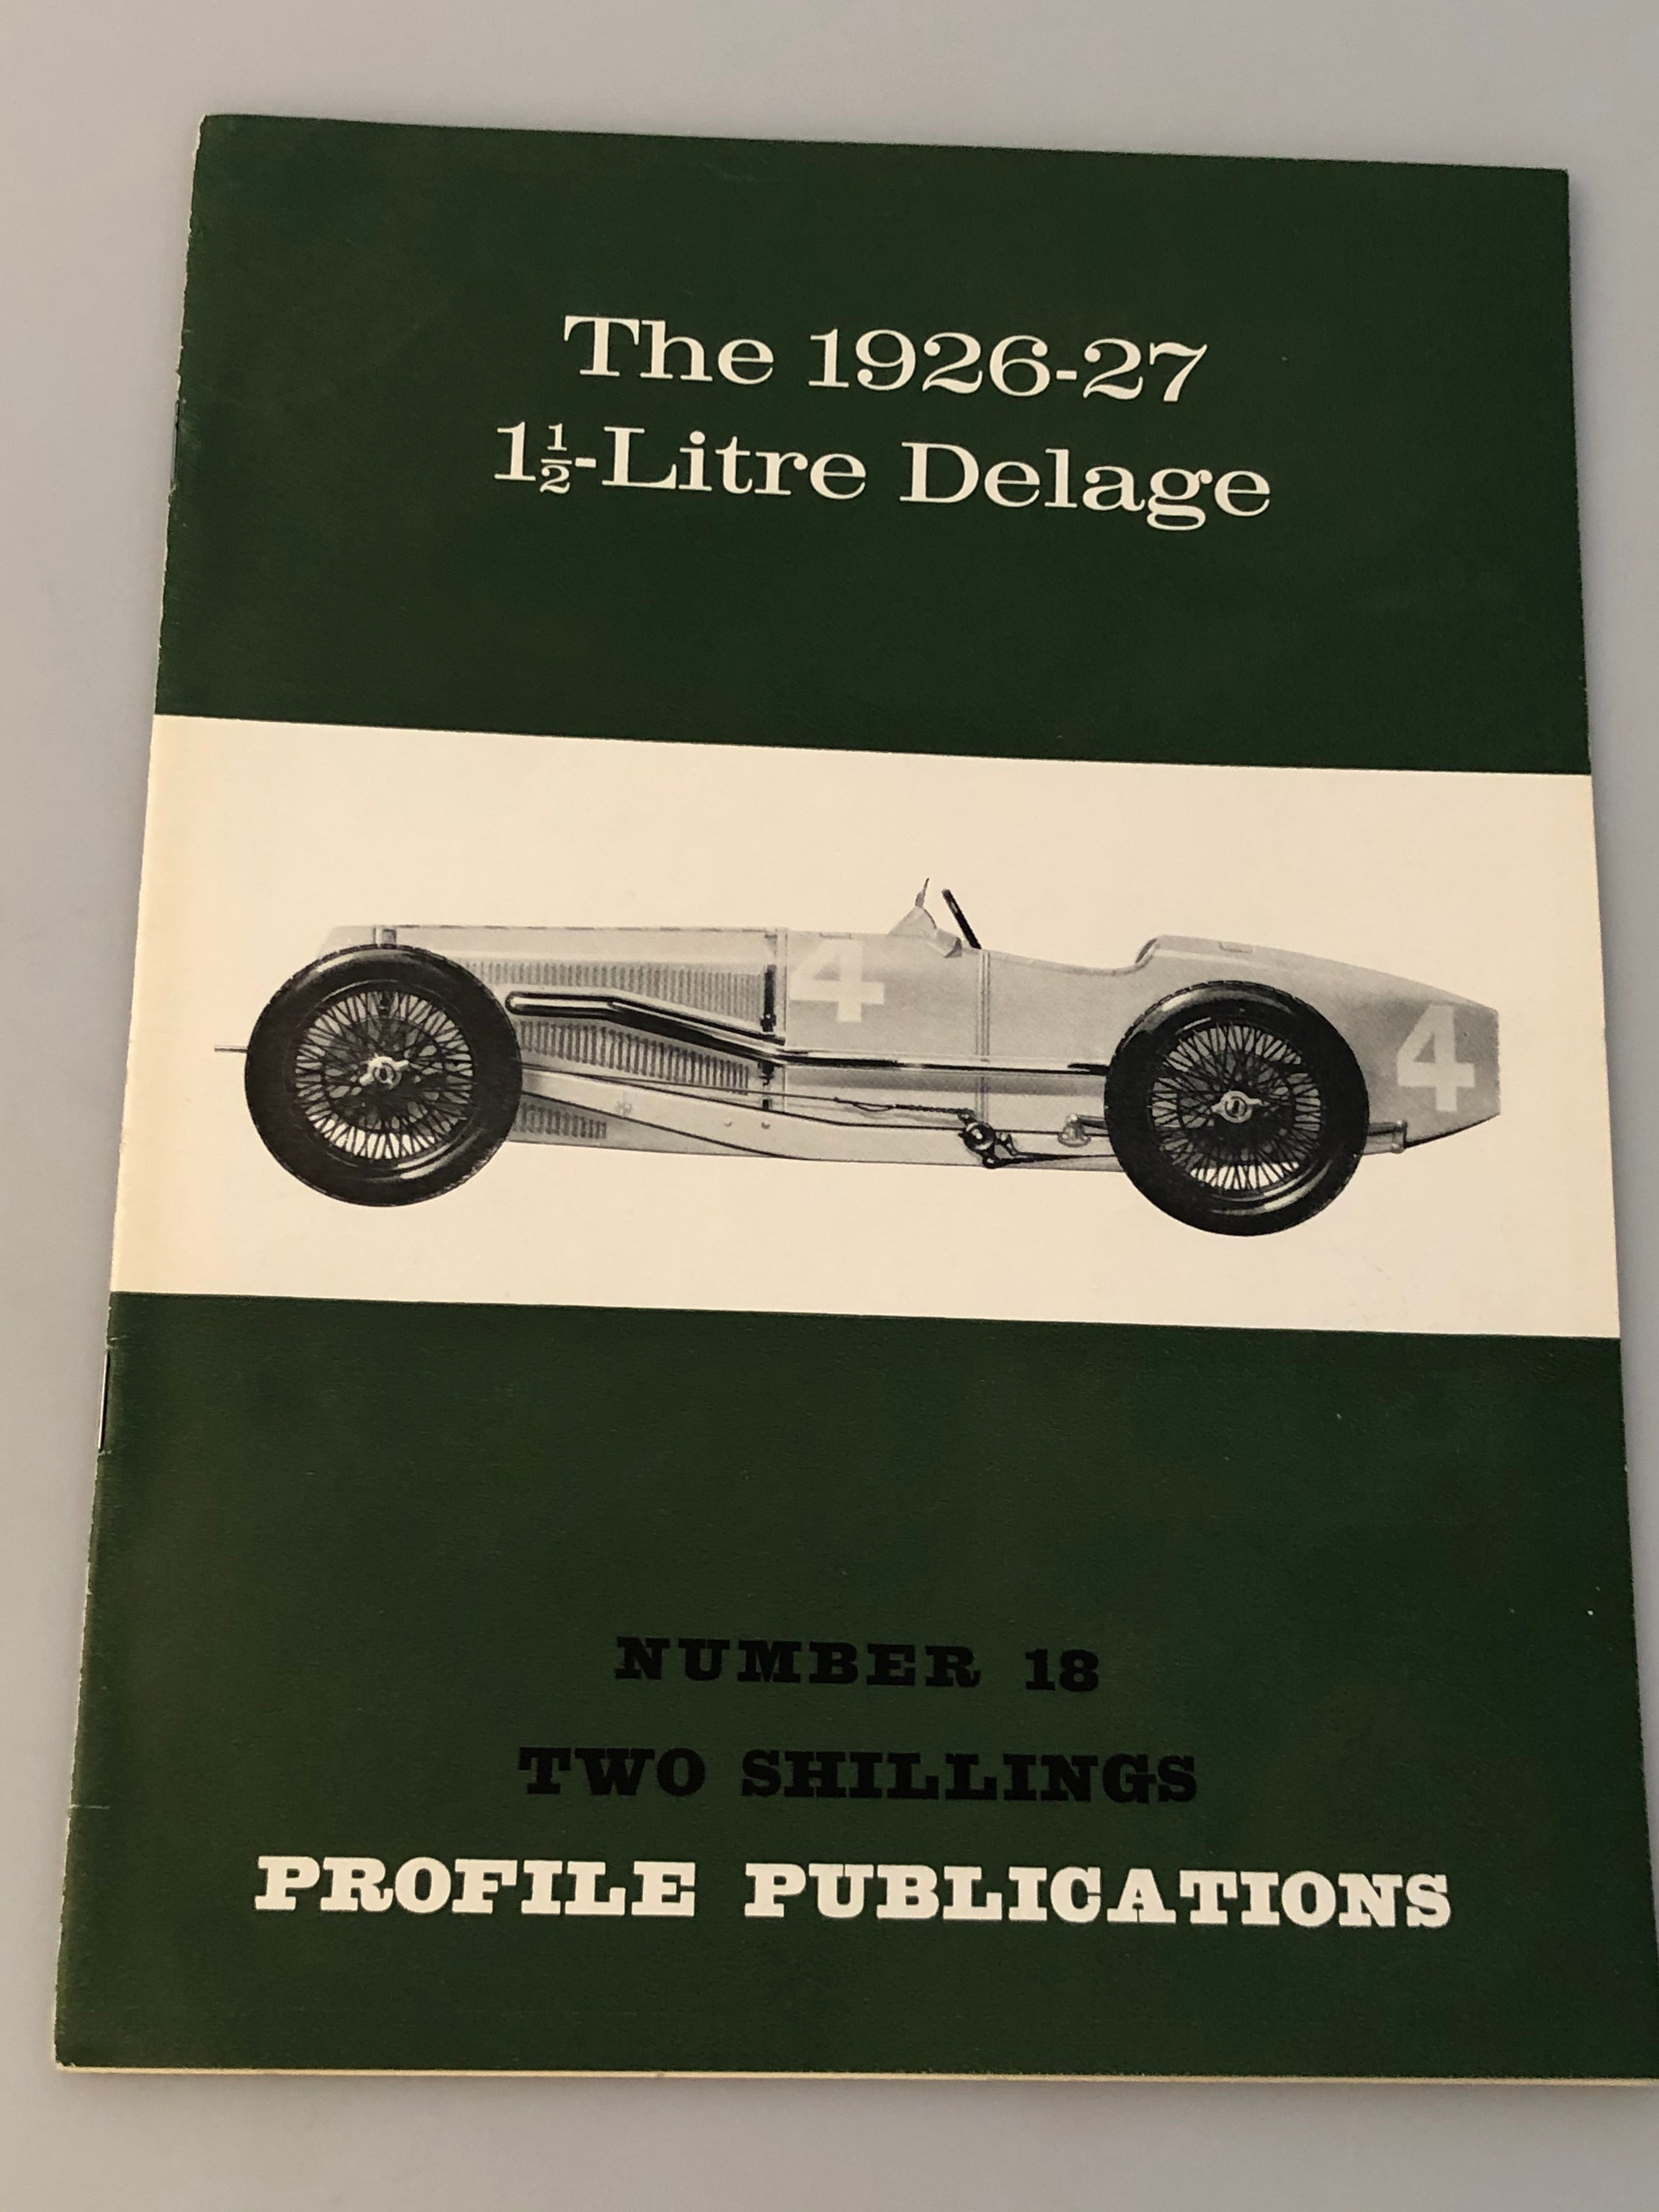 The 1926-27
1½-Litre Delage
4
4
NUMBER 18
TWO SHILLINGS
PROFILE PUBLICATIONS